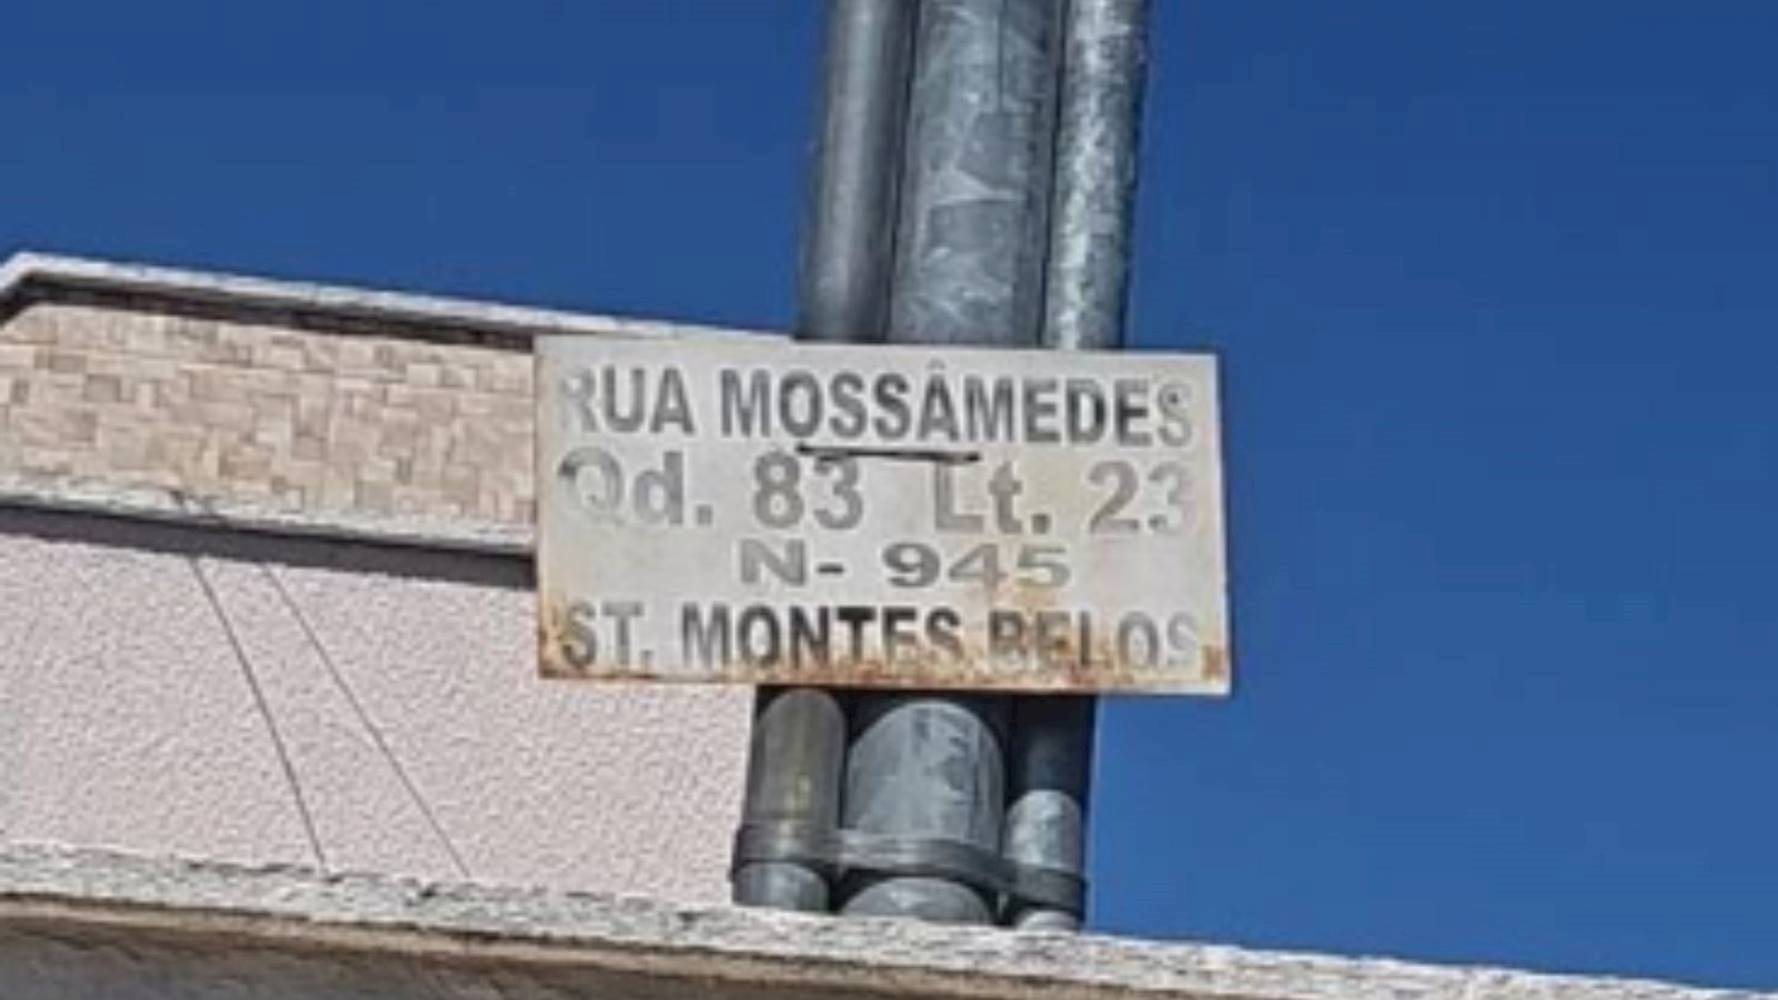 RUA MOSSÂMEDES
Qd. 83 Lt. 23
N- 945
ST. MONTES BELOS